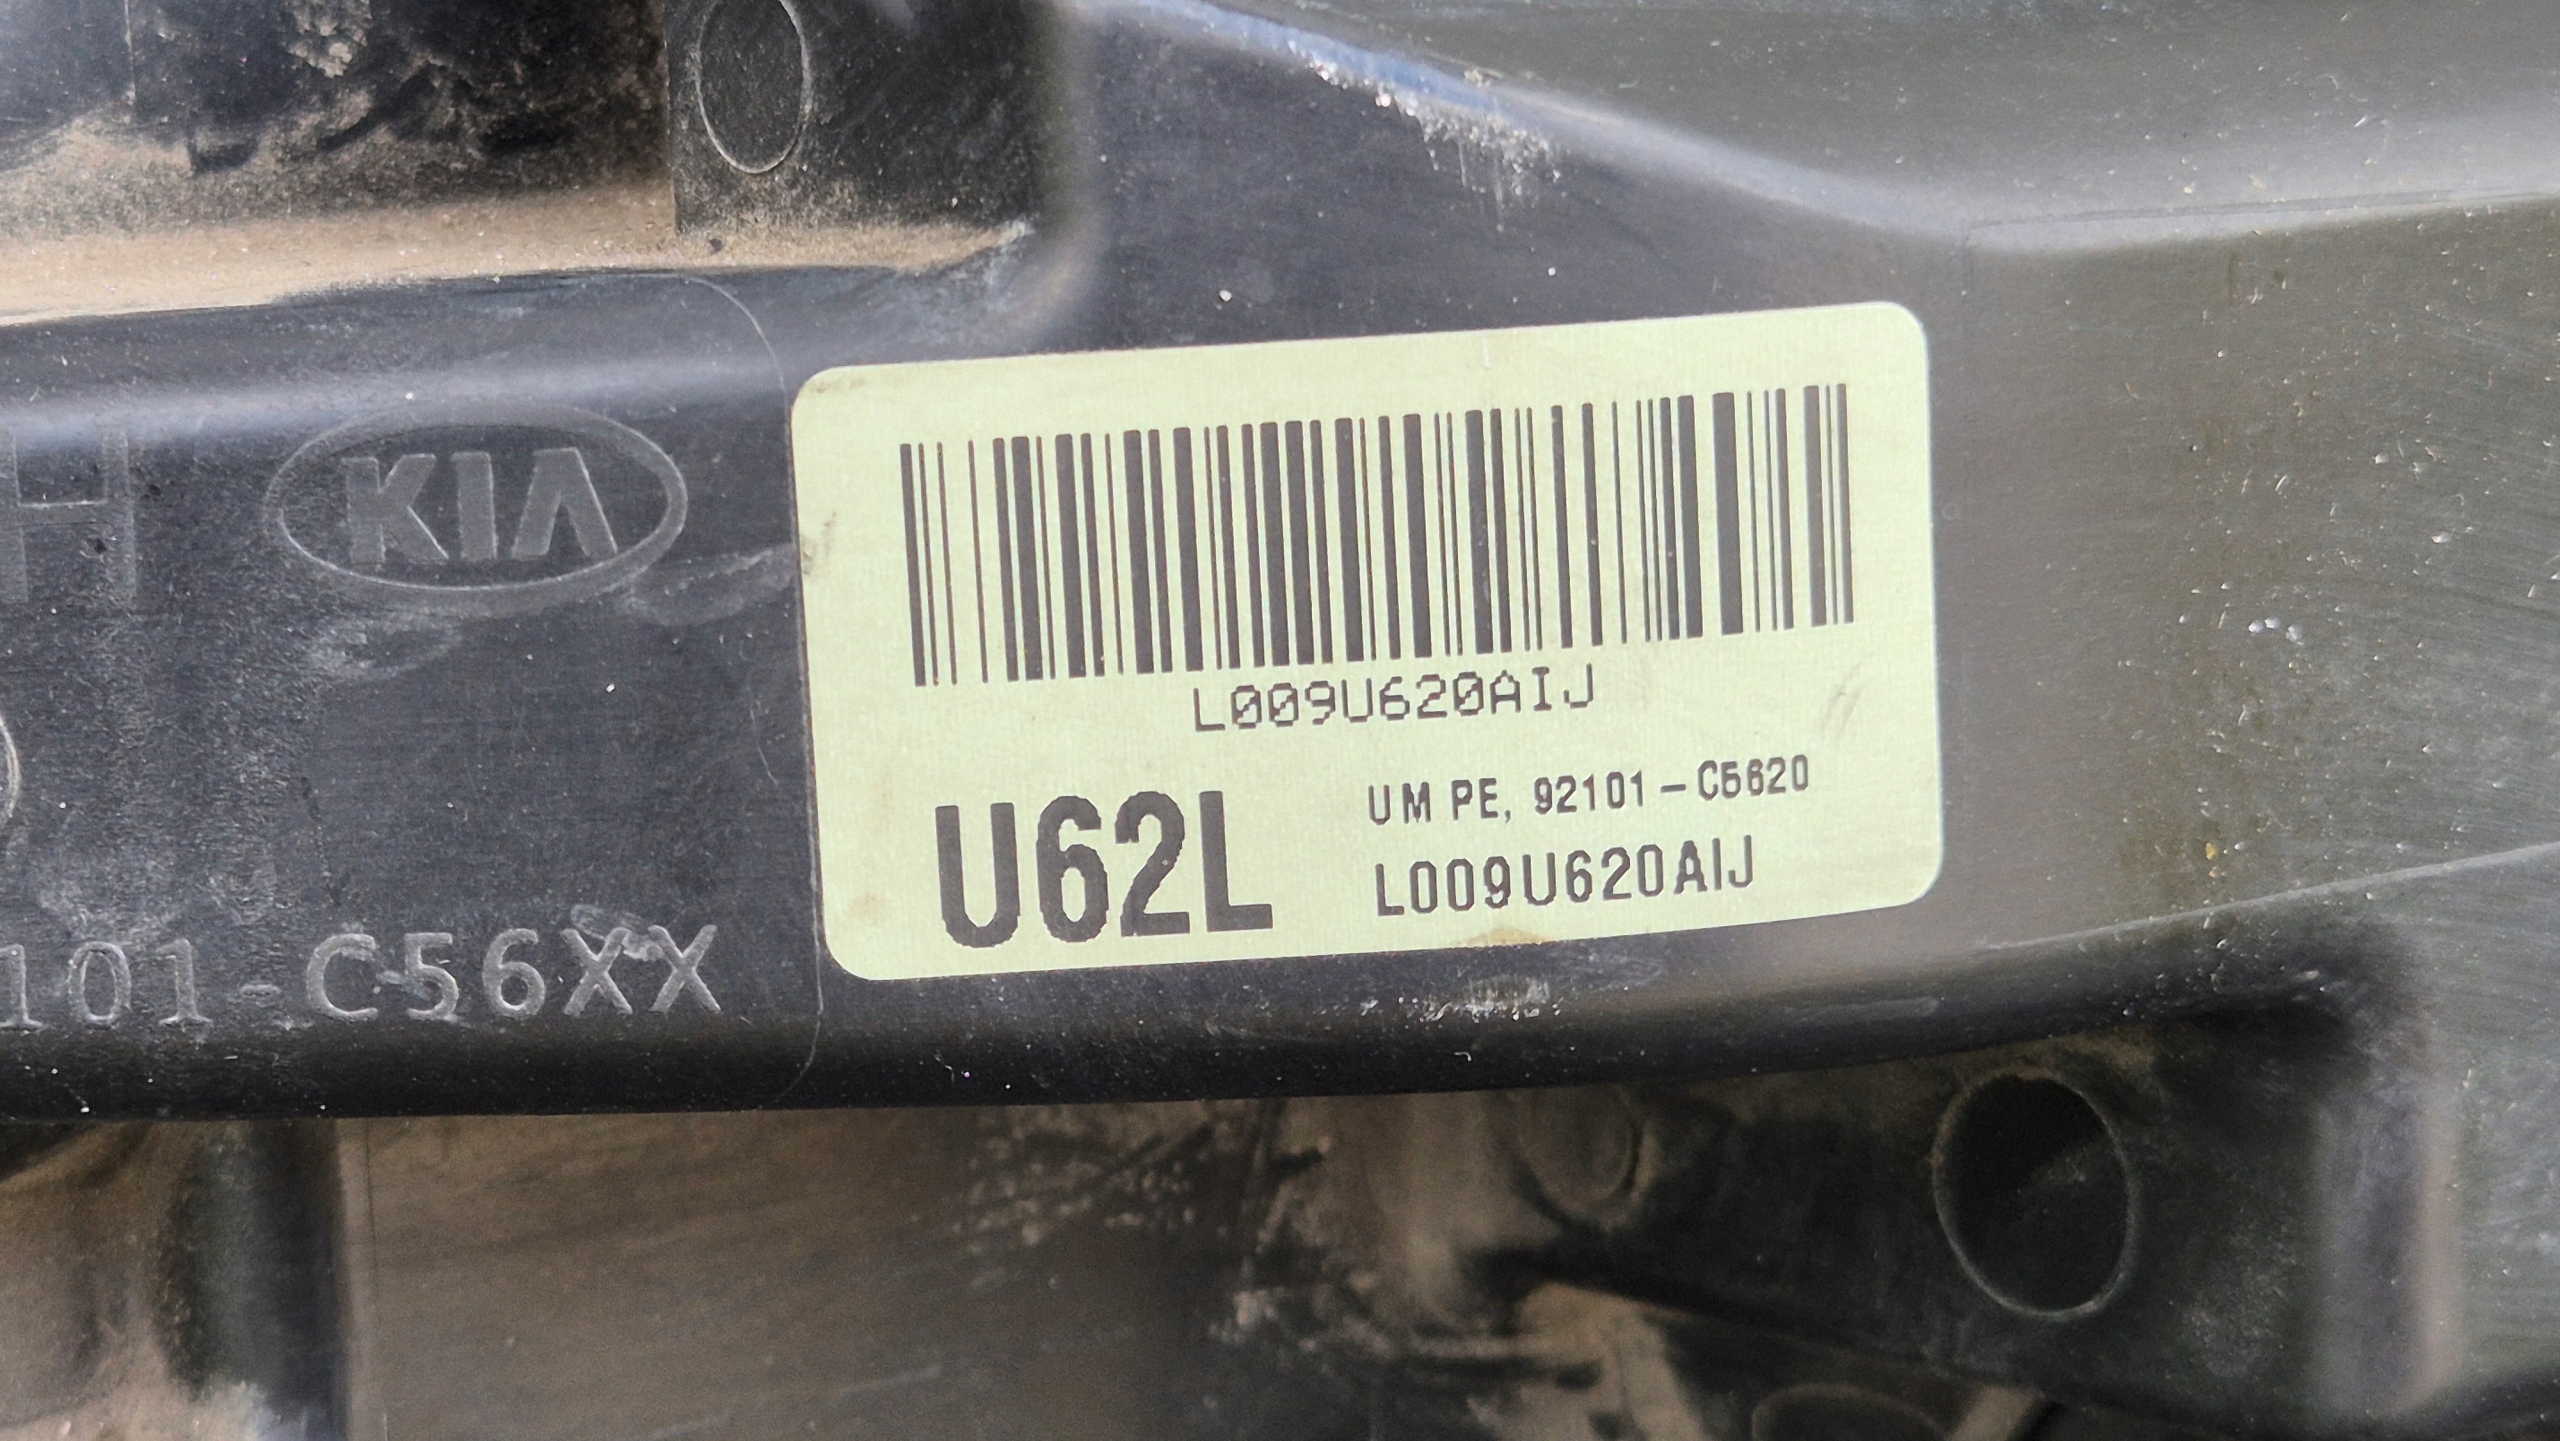 H KIA
101-C56XX
L009U620AIJ
U62L
UM PE, 92101-C5620
L009U620AIJ